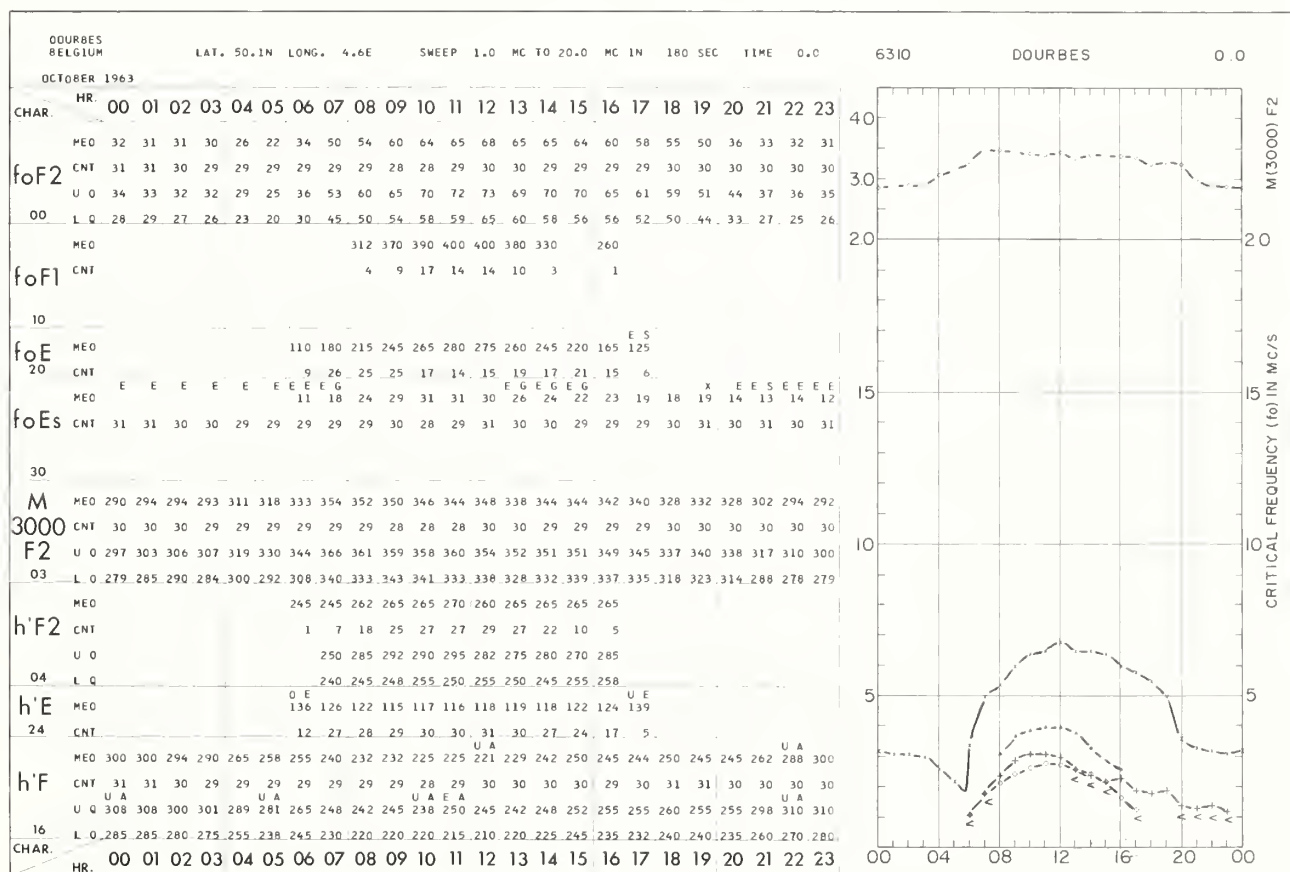 DOURBES
BELGIUM LAT. 50.1N LONG. 4.6E SWEEP 1.0 MC TO 20.0 MC IN 180 SEC TIME 0.0
OCTOBER 1963
CHAR. HR. 00 01 02 03 04 05 06 07 08 09 10 11 12 13 14 15 16 17 18 19 20 21 22 23
foF2 00
MED 32 31 31 30 26 22 34 50 54 60 64 65 68 65 65 64 60 58 55 50 36 33 32 31
CNT 31 31 30 29 29 29 29 29 29 28 28 29 30 30 29 29 29 29 30 30 30 30 30 30
U Q 34 33 32 32 29 25 36 53 60 65 70 72 73 69 70 70 65 61 59 51 44 37 36 35
L Q 28 29 27 26 23 20 30 45 50 54 58 59 65 60 58 56 56 52 50 44 33 27 25 26
foF1 10
MED 312 370 390 400 400 380 330 260
CNT 4 9 17 14 14 10 3 1
foE 20
E S
MED 110 180 215 245 265 280 275 260 245 220 165 125
CNT 9 26 25 25 17 14 15 19 17 21 15 6
foEs 30
E E E E E E E E E G E G E G E G X E E S E E E E
MED 11 18 24 29 31 31 30 26 24 22 23 19 18 19 14 13 14 12
CNT 31 31 30 30 29 29 29 29 29 30 28 29 31 30 30 29 29 29 30 31 30 31 30 31
M 3000 F2 03
MED 290 294 294 293 311 318 333 354 352 350 346 344 348 338 344 344 342 340 328 332 328 302 294 292
CNT 30 30 30 29 29 29 29 29 29 28 28 28 30 30 29 29 29 29 30 30 30 30 30 30
U Q 297 303 306 307 319 330 344 366 361 359 358 360 354 352 351 351 349 345 337 340 338 317 310 300
L Q 279 285 290 284 300 292 308 340 333 343 341 333 338 328 332 339 337 335 318 323 314 288 278 279
h'F2 04
MED 245 245 262 265 265 270 260 265 265 265 265
CNT 1 7 18 25 27 27 29 27 22 10 5
U Q 250 285 292 290 295 282 275 280 270 285
L Q 240 245 248 255 250 255 250 245 255 258
h'E 24
E U E
MED 136 126 122 115 117 116 118 119 118 122 124 139
CNT 12 27 28 29 30 30 31 30 27 24 17 5
h'F 16
U A U A
MED 300 300 294 290 265 258 255 240 232 232 225 225 221 229 242 250 245 244 250 245 245 262 288 300
CNT 31 31 30 29 29 29 29 29 29 29 28 29 30 30 30 30 29 30 31 31 30 30 30 30
U A U A U A E A U A
U Q 308 308 300 301 289 281 265 248 242 245 238 250 245 242 248 252 255 255 260 255 255 298 310 310
L Q 285 285 280 275 255 238 245 230 220 220 220 215 210 220 225 245 235 232 240 240 235 260 270 280
CHAR. HR. 00 01 02 03 04 05 06 07 08 09 10 11 12 13 14 15 16 17 18 19 20 21 22 23
6310 DOURBES 0.0
4.0
3.0
2.0 20
15 15
10 10
5 5
00 04 08 12 16 20 00
M(3000) F2
CRITICAL FREQUENCY (fo) IN MC/S